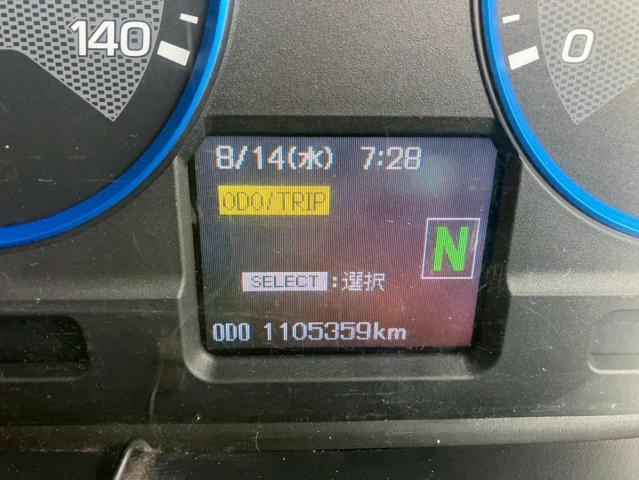 140
0
8/14(水) 7:28
ODO/TRIP
N
SELECT:選択
ODO 1105359km